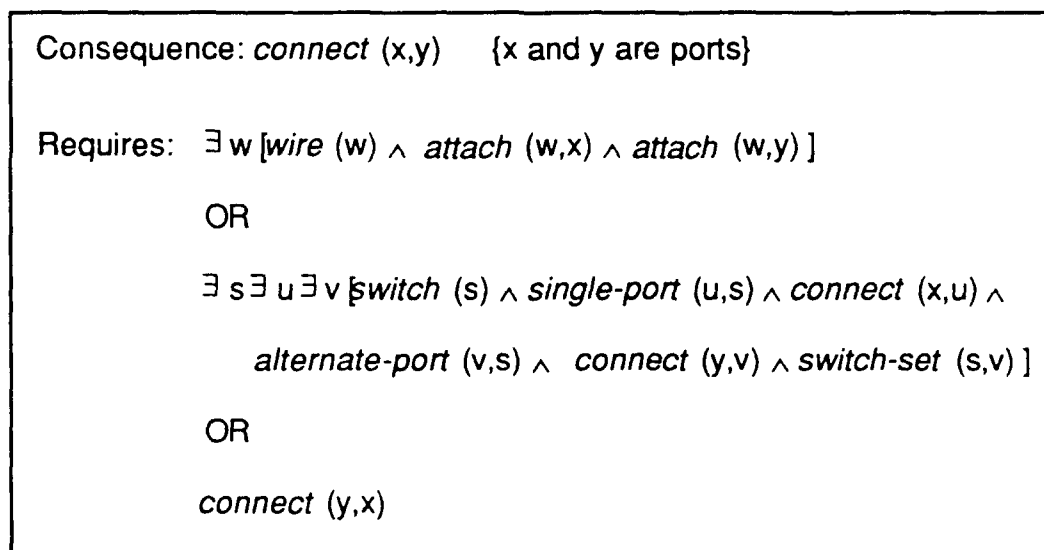 Consequence: connect (x,y) {x and y are ports}
Requires: ∃ w [wire (w) ∧ attach (w,x) ∧ attach (w,y) ]
OR
∃ s ∃ u ∃ v [switch (s) ∧ single-port (u,s) ∧ connect (x,u) ∧
alternate-port (v,s) ∧ connect (y,v) ∧ switch-set (s,v) ]
OR
connect (y,x)